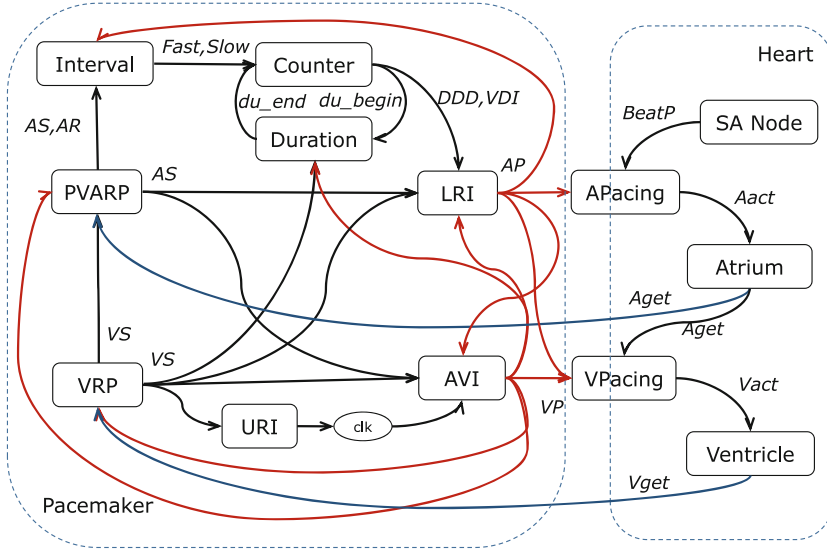 Heart
Fast,Slow
Interval
Counter
du_end
du_begin
DDD,VDI
BeatP
SA Node
AS,AR
Duration
AS
AP
PVARP
LRI
APacing
Aact
Atrium
Aget
Aget
VS
VS
VRP
AVI
VPacing
VP
Vact
URI
clk
Ventricle
Vget
Pacemaker